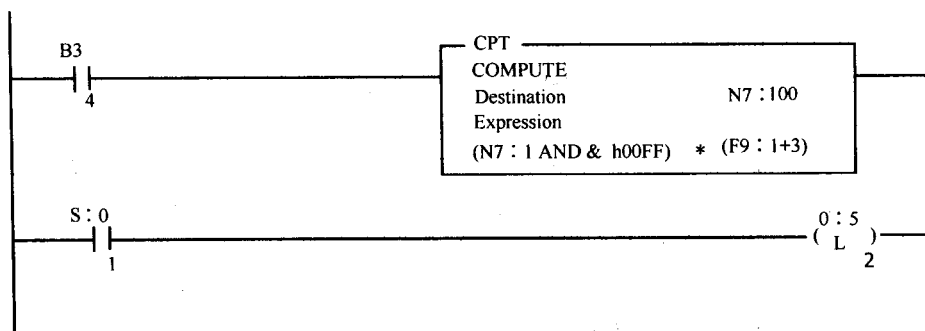 B3
4
CPT
COMPUTE
Destination N7 : 100
Expression
(N7 : 1 AND & h00FF) * (F9 : 1+3)
S : 0
1
0 : 5
( L )
2